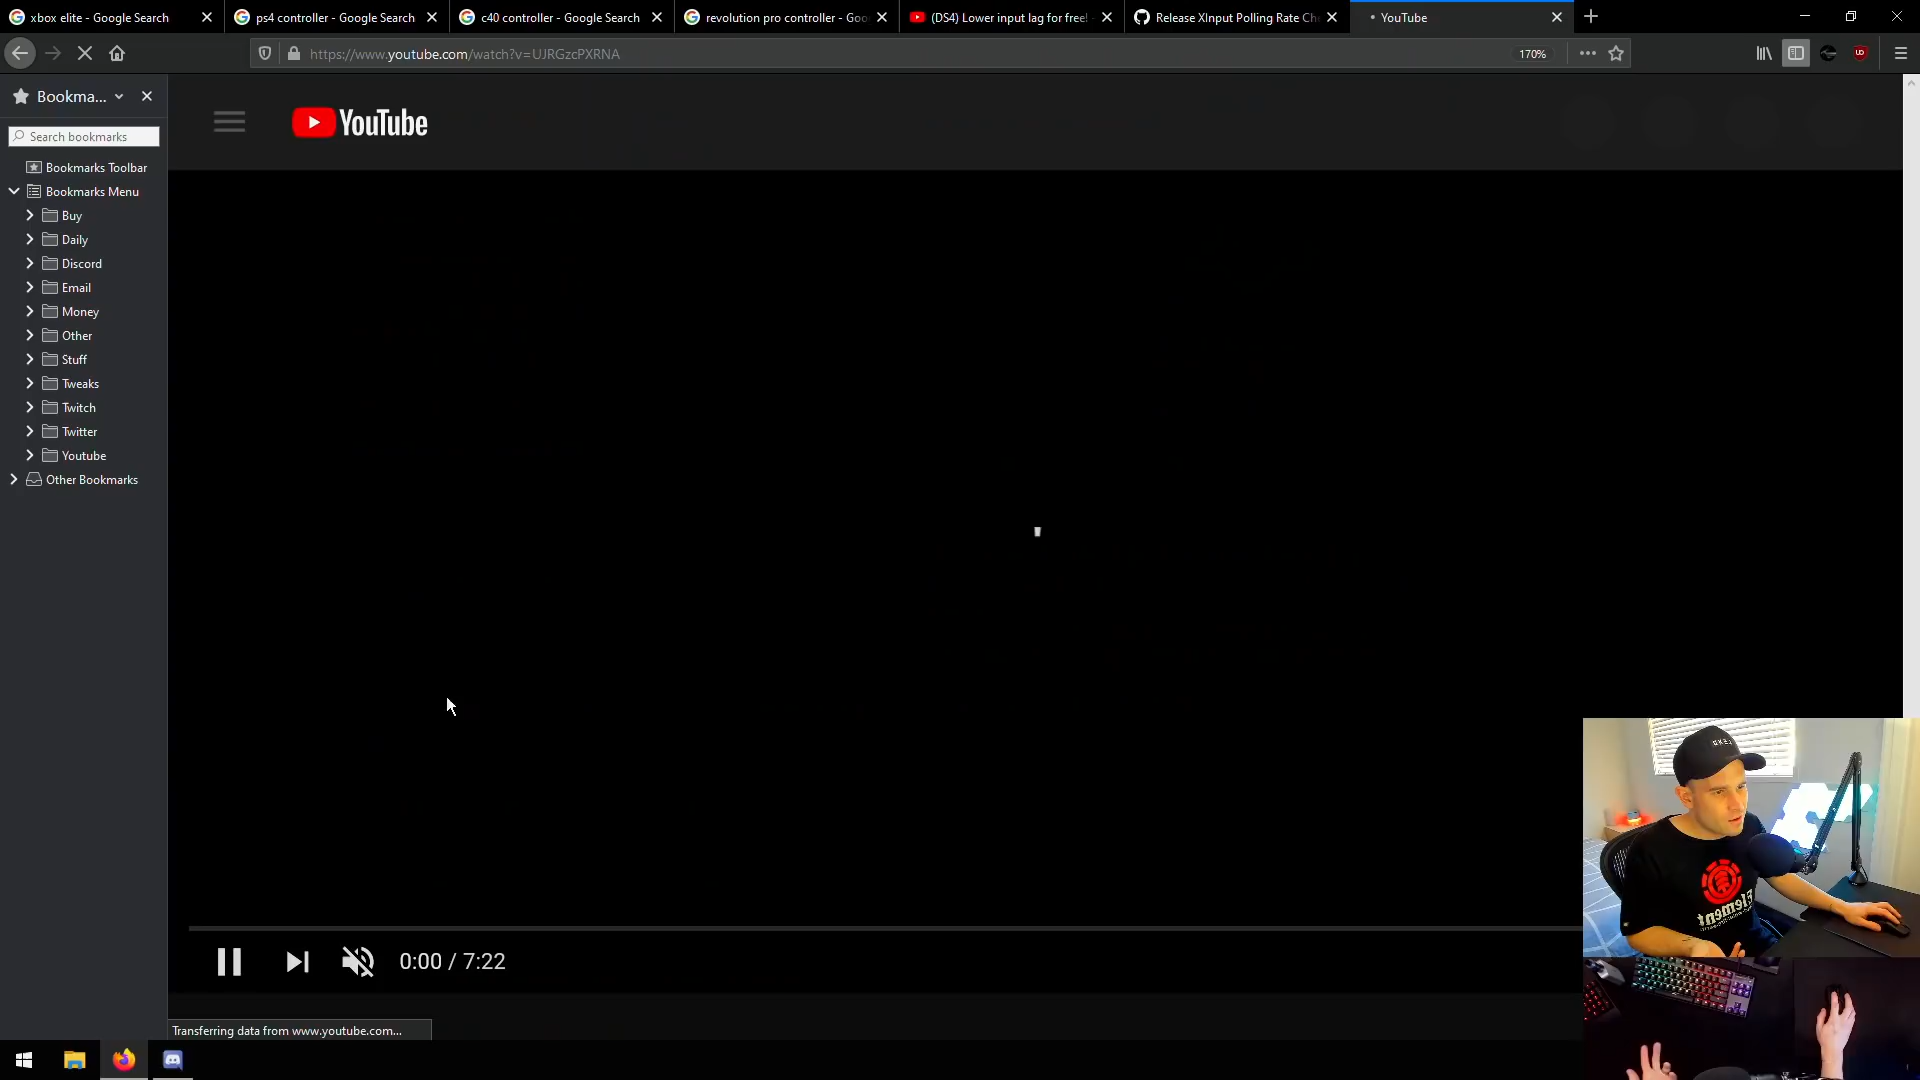 xbox elite - Google Search
ps4 controller - Google Search
c40 controller - Google Search
revolution pro controller - Goo
(DS4) Lower input lag for free! -
Release XInput Polling Rate Che
YouTube
https://www.youtube.com/watch?v=UJRGzcPXRNA
170%
Bookma...
Search bookmarks
Bookmarks Toolbar
Bookmarks Menu
Buy
Daily
Discord
Email
Money
Other
Stuff
Tweaks
Twitch
Twitter
Youtube
Other Bookmarks
YouTube
0:00 / 7:22
Transferring data from www.youtube.com...
Element